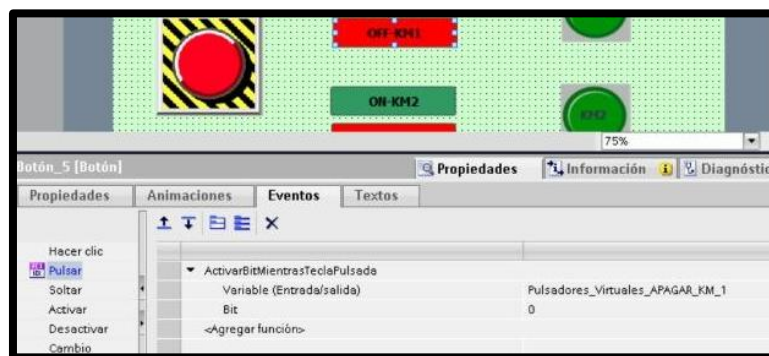 OFF-KM1
ON-KM2
KM2
75%
Botón_5 [Botón]
Propiedades Información Diagnóstic
Propiedades Animaciones Eventos Textos
Hacer clic
Pulsar
ActivarBitMientrasTeclaPulsada
Soltar
Variable (Entrada/salida) Pulsadores_Virtuales_APAGAR_KM_1
Activar
Bit 0
Desactivar
<Agregar función>
Cambio